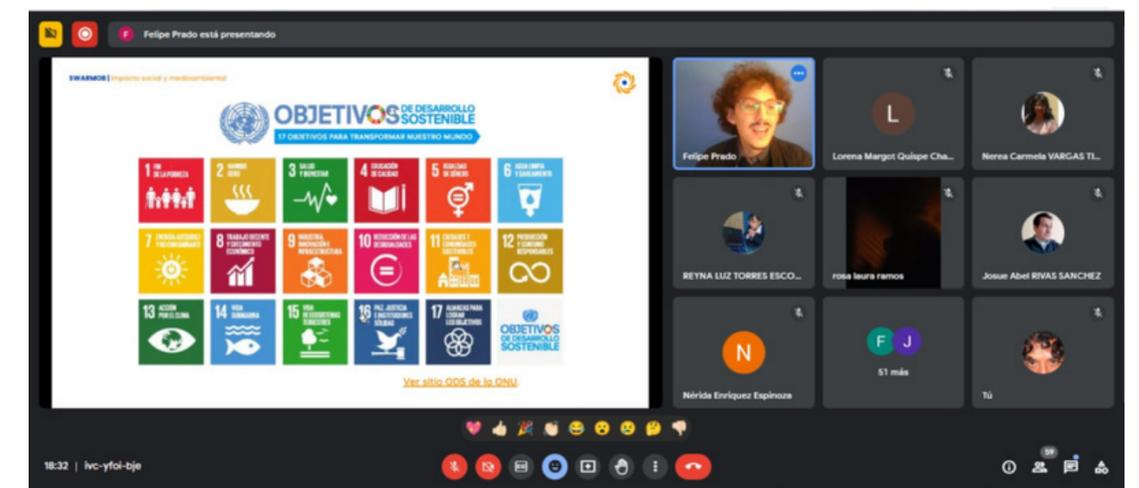 Felipe Prado está presentando
SWARMOB | Impacto social y medioambiental
OBJETIVOS DE DESARROLLO SOSTENIBLE
17 OBJETIVOS PARA TRANSFORMAR NUESTRO MUNDO
1 FIN DE LA POBREZA
2 HAMBRE CERO
3 SALUD Y BIENESTAR
4 EDUCACIÓN DE CALIDAD
5 IGUALDAD DE GÉNERO
6 AGUA LIMPIA Y SANEAMIENTO
7 ENERGÍA ASEQUIBLE Y NO CONTAMINANTE
8 TRABAJO DECENTE Y CRECIMIENTO ECONÓMICO
9 INDUSTRIA, INNOVACIÓN E INFRAESTRUCTURA
10 REDUCCIÓN DE LAS DESIGUALDADES
11 CIUDADES Y COMUNIDADES SOSTENIBLES
12 PRODUCCIÓN Y CONSUMO RESPONSABLES
13 ACCIÓN POR EL CLIMA
14 VIDA SUBMARINA
15 VIDA DE ECOSISTEMAS TERRESTRES
16 PAZ, JUSTICIA E INSTITUCIONES SÓLIDAS
17 ALIANZAS PARA LOGRAR LOS OBJETIVOS
OBJETIVOS
DE DESARROLLO
SOSTENIBLE
Ver sitio ODS de la ONU.
F
Felipe Prado
L
Lorena Margot Quispe Cha...
Nerea Carmela VARGAS TI...
REYNA LUZ TORRES ESCO...
rosa laura ramos
Josue Abel RIVAS SANCHEZ
N
Nérida Enriquez Espinoza
F J
51 más
Tú
18:32 | ivc-yfoi-bje
59